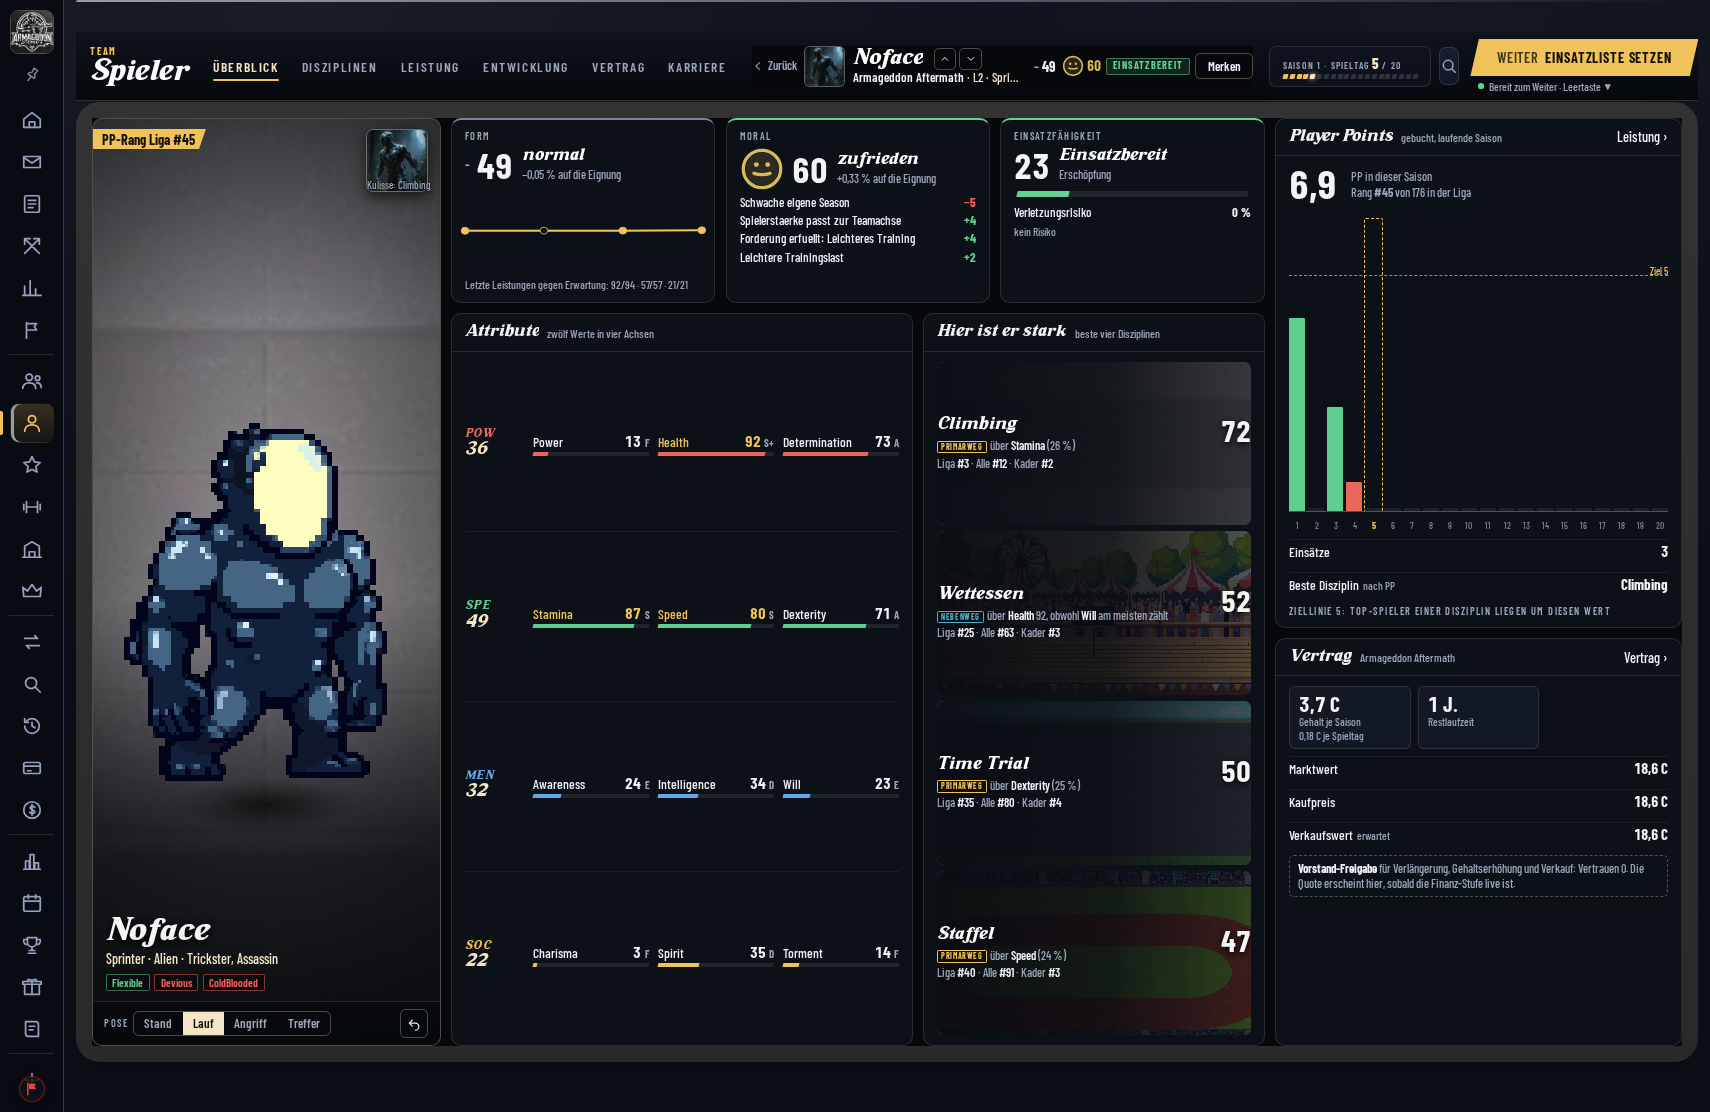 ARMAGEDDON
TEAM
Spieler
ÜBERBLICK
DISZIPLINEN
LEISTUNG
ENTWICKLUNG
VERTRAG
KARRIERE
Zurück
Noface
Armageddon Aftermath · L2 · Spri...
- 49
60
EINSATZBEREIT
Merken
SAISON 1 · SPIELTAG 5 / 20
WEITER EINSATZLISTE SETZEN
Bereit zum Weiter · Leertaste ▼
PP-Rang Liga #45
Kulisse: Climbing
Noface
Sprinter · Alien · Trickster, Assassin
Flexible
Devious
ColdBlooded
POSE
Stand
Lauf
Angriff
Treffer
FORM
- 49
normal
−0,05 % auf die Eignung
Letzte Leistungen gegen Erwartung: 92/94 · 57/57 · 21/21
MORAL
60
zufrieden
+0,33 % auf die Eignung
Schwache eigene Season −5
Spielerstaerke passt zur Teamachse +4
Forderung erfuellt: Leichteres Training +4
Leichtere Trainingslast +2
EINSATZFÄHIGKEIT
23
Einsatzbereit
Erschöpfung
Verletzungsrisiko 0 %
kein Risiko
Attribute zwölf Werte in vier Achsen
POW
36
Power 13 F
Health 92 S+
Determination 73 A
SPE
49
Stamina 87 S
Speed 80 S
Dexterity 71 A
MEN
32
Awareness 24 E
Intelligence 34 D
Will 23 E
SOC
22
Charisma 3 F
Spirit 35 D
Torment 14 F
Hier ist er stark beste vier Disziplinen
Climbing
72
PRIMÄRWEG über Stamina (26 %)
Liga #3 · Alle #12 · Kader #2
Wettessen
52
NEBENWEG über Health 92, obwohl Will am meisten zählt
Liga #25 · Alle #63 · Kader #3
Time Trial
50
PRIMÄRWEG über Dexterity (25 %)
Liga #35 · Alle #80 · Kader #4
Staffel
47
PRIMÄRWEG über Speed (24 %)
Liga #40 · Alle #91 · Kader #3
Player Points gebucht, laufende Saison
Leistung ›
6,9
PP in dieser Saison
Rang #45 von 176 in der Liga
Ziel 5
1 2 3 4 5 6 7 8 9 10 11 12 13 14 15 16 17 18 19 20
Einsätze 3
Beste Disziplin nach PP Climbing
ZIELLINIE 5: TOP-SPIELER EINER DISZIPLIN LIEGEN UM DIESEN WERT
Vertrag Armageddon Aftermath
Vertrag ›
3,7 C
Gehalt je Saison
0,18 C je Spieltag
1 J.
Restlaufzeit
Marktwert 18,6 C
Kaufpreis 18,6 C
Verkaufswert erwartet 18,6 C
Vorstand-Freigabe für Verlängerung, Gehaltserhöhung und Verkauf: Vertrauen 0. Die
Quote erscheint hier, sobald die Finanz-Stufe live ist.